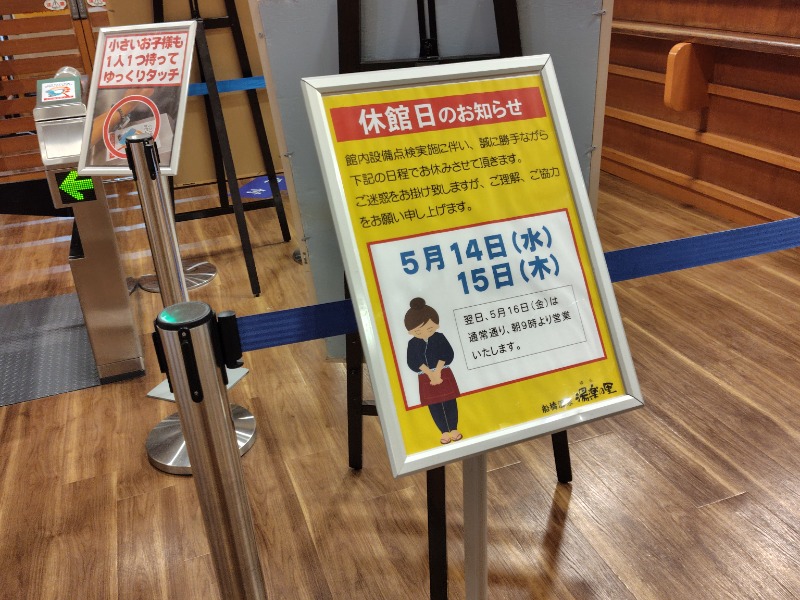 小さいお子様も
1人1つ持って
ゆっくりタッチ
休館日のお知らせ
館内設備点検実施に伴い、誠に勝手ながら
下記の日程でお休みさせて頂きます。
ご迷惑をお掛け致しますが、ご理解、ご協力
をお願い申し上げます。
5月14日(水)
15日(木)
翌日、5月16日(金)は
通常通り、朝9時より営業
いたします。
湯楽の里